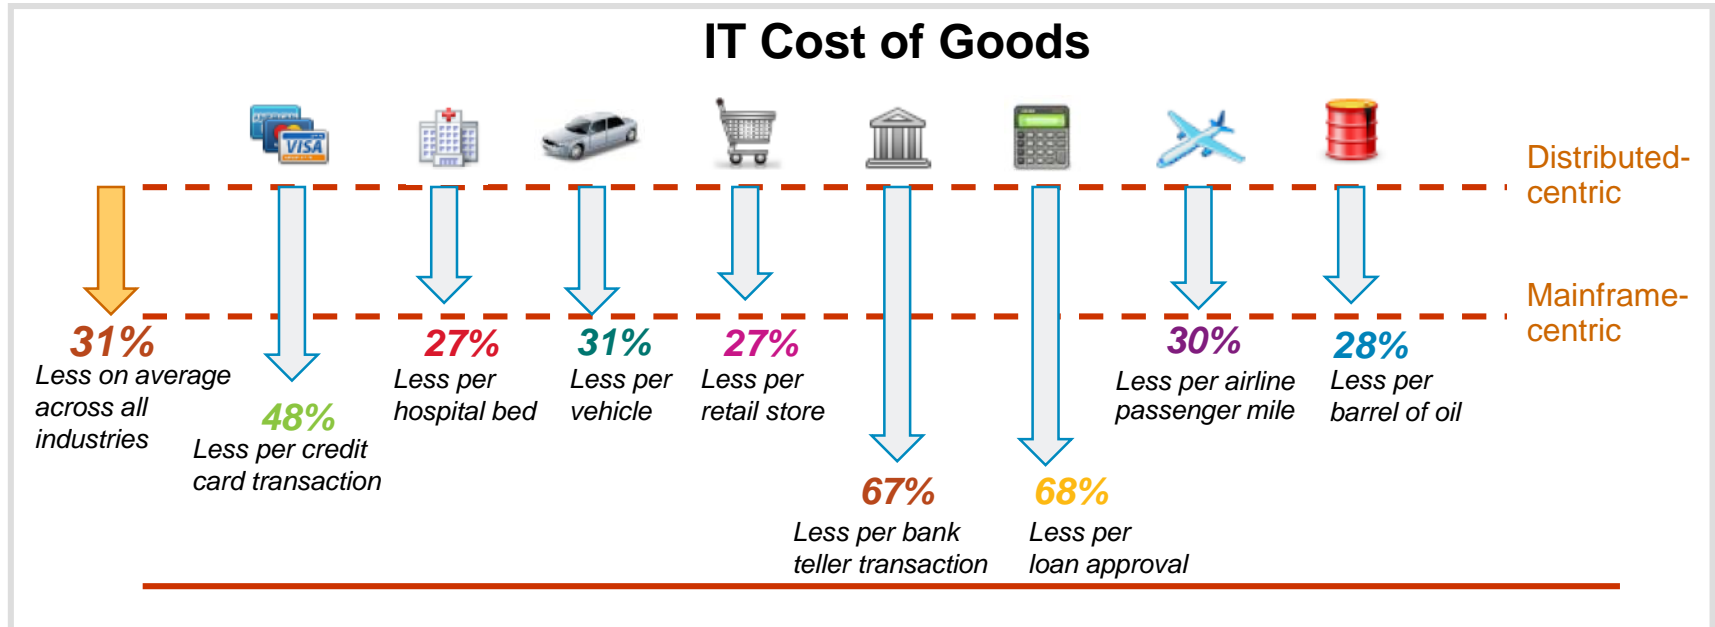 IT Cost of Goods
VISA
Distributed-
centric
Mainframe-
centric
31%
Less on average
across all
industries
48%
Less per credit
card transaction
27%
Less per
hospital bed
31%
Less per
vehicle
27%
Less per
retail store
67%
Less per bank
teller transaction
68%
Less per
loan approval
30%
Less per airline
passenger mile
28%
Less per
barrel of oil